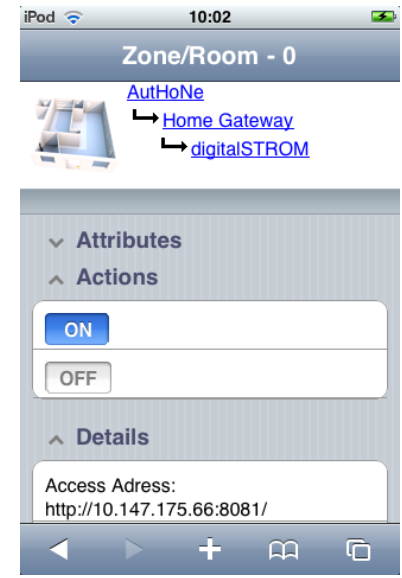 iPod 10:02
Zone/Room - 0
AutHoNe
Home Gateway
digitalSTROM
Attributes
Actions
ON
OFF
Details
Access Adress:
http://10.147.175.66:8081/